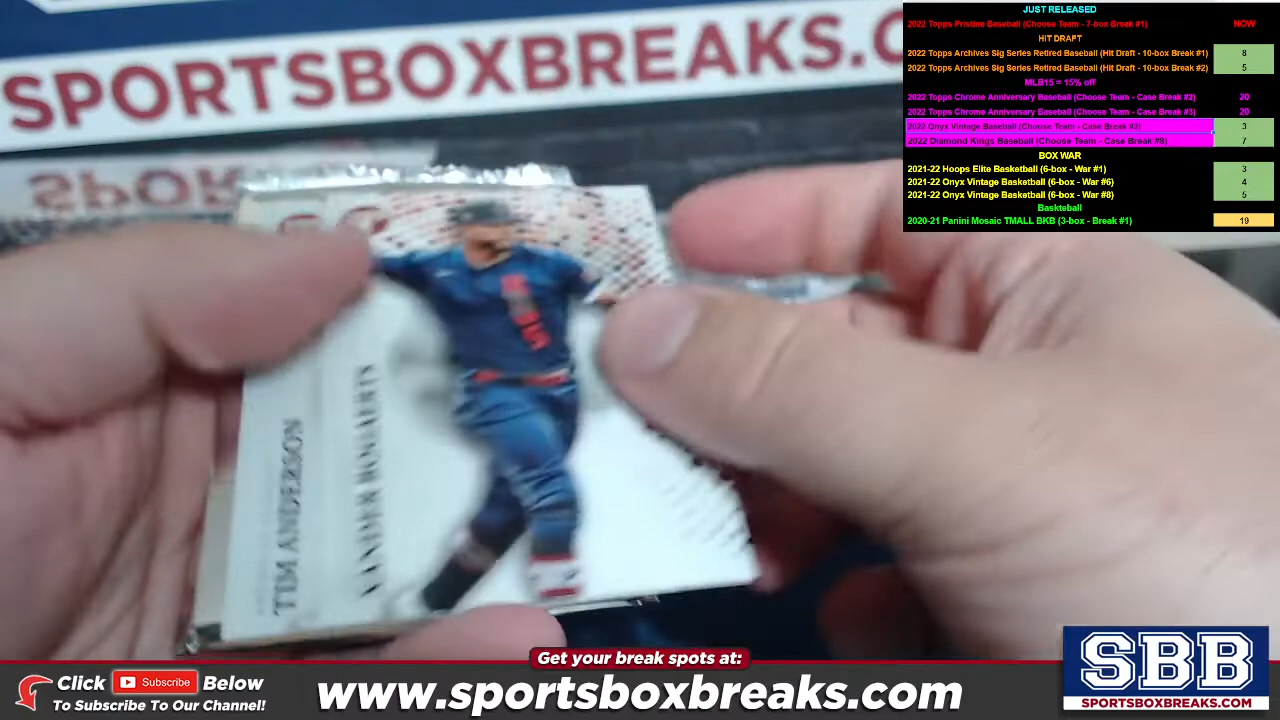 SPORTSBOXBREAKS.C
JUST RELEASED
2022 Topps Pristine Baseball (Choose Team - 7-box Break #1) NOW
HIT DRAFT
2022 Topps Archives Sig Series Retired Baseball (Hit Draft - 10-box Break #1) 8
2022 Topps Archives Sig Series Retired Baseball (Hit Draft - 10-box Break #2) 5
MLB15 = 15% off
2022 Topps Chrome Anniversary Baseball (Choose Team - Case Break #2) 20
2022 Topps Chrome Anniversary Baseball (Choose Team - Case Break #3) 20
2022 Onyx Vintage Baseball (Choose Team - Case Break #2) 3
2022 Diamond Kings Baseball (Choose Team - Case Break #8) 7
BOX WAR
2021-22 Hoops Elite Basketball (6-box - War #1) 3
2021-22 Onyx Vintage Basketball (6-box - War #6) 4
2021-22 Onyx Vintage Basketball (6-box - War #8) 5
Baskteball
2020-21 Panini Mosaic TMALL BKB (3-box - Break #1) 19
TIM ANDERSON
XANDER BOGAERTS
Get your break spots at:
Click Subscribe Below
To Subscribe To Our Channel!
www.sportsboxbreaks.com
SBB
SPORTSBOXBREAKS.COM